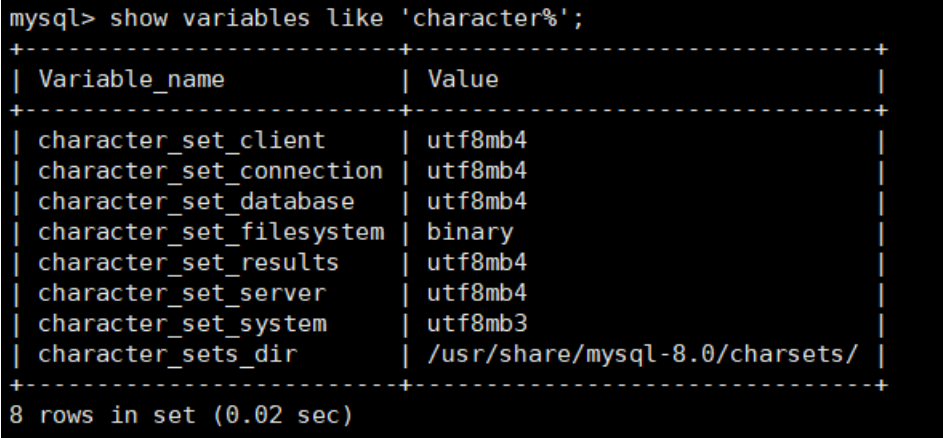 mysql> show variables like 'character%';
+--------------------------+--------------------------------+
| Variable_name            | Value                          |
+--------------------------+--------------------------------+
| character_set_client     | utf8mb4                        |
| character_set_connection | utf8mb4                        |
| character_set_database   | utf8mb4                        |
| character_set_filesystem | binary                         |
| character_set_results    | utf8mb4                        |
| character_set_server     | utf8mb4                        |
| character_set_system     | utf8mb3                        |
| character_sets_dir       | /usr/share/mysql-8.0/charsets/ |
+--------------------------+--------------------------------+
8 rows in set (0.02 sec)